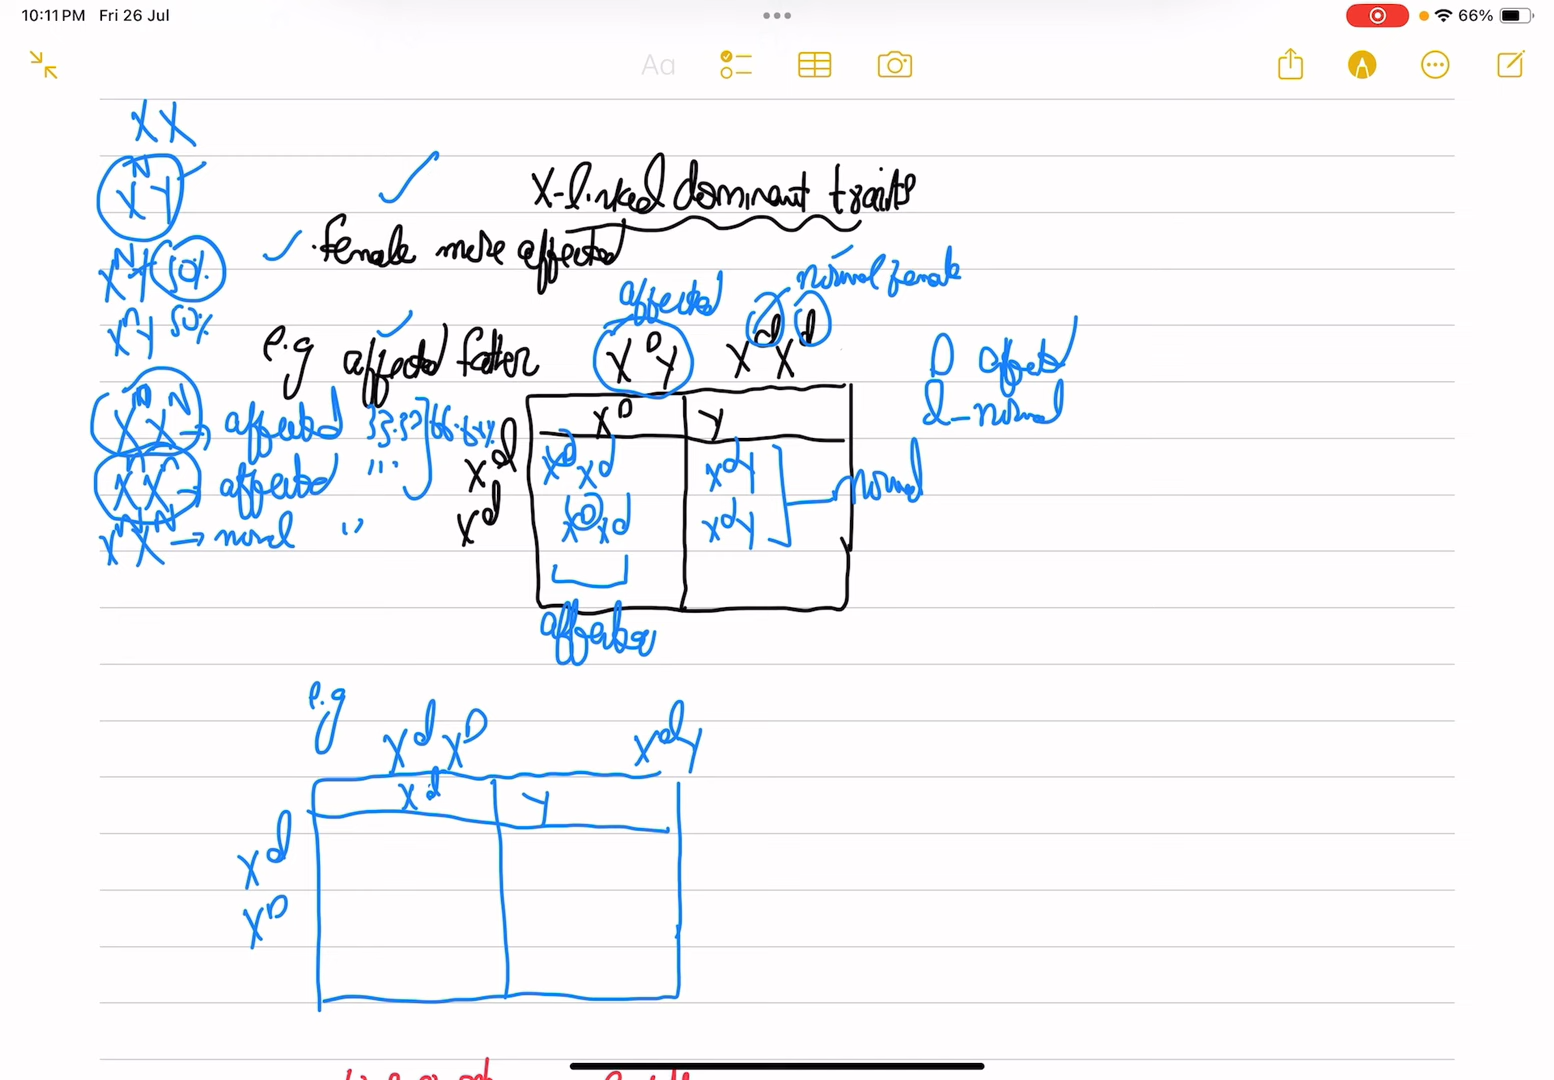 10:11 PM Fri 26 Jul
66%
Aa
XX
X-linked dominant traits
. female more affected
50%
XⁿY 50%
affected
normal female
e.g affected father
XᴰY XᵈXᵈ
D affected
d-normal
Xᴰ Y
→ affected 33.3
Xᵈ XᴰXᵈ XᵈY
→ affected "
normal
Xᵈ XᴰXᵈ XᵈY
→ normal "
affected
e.g
XᵈXᴰ XᵈY
Xᵈ Y
Xᵈ
Xᴰ